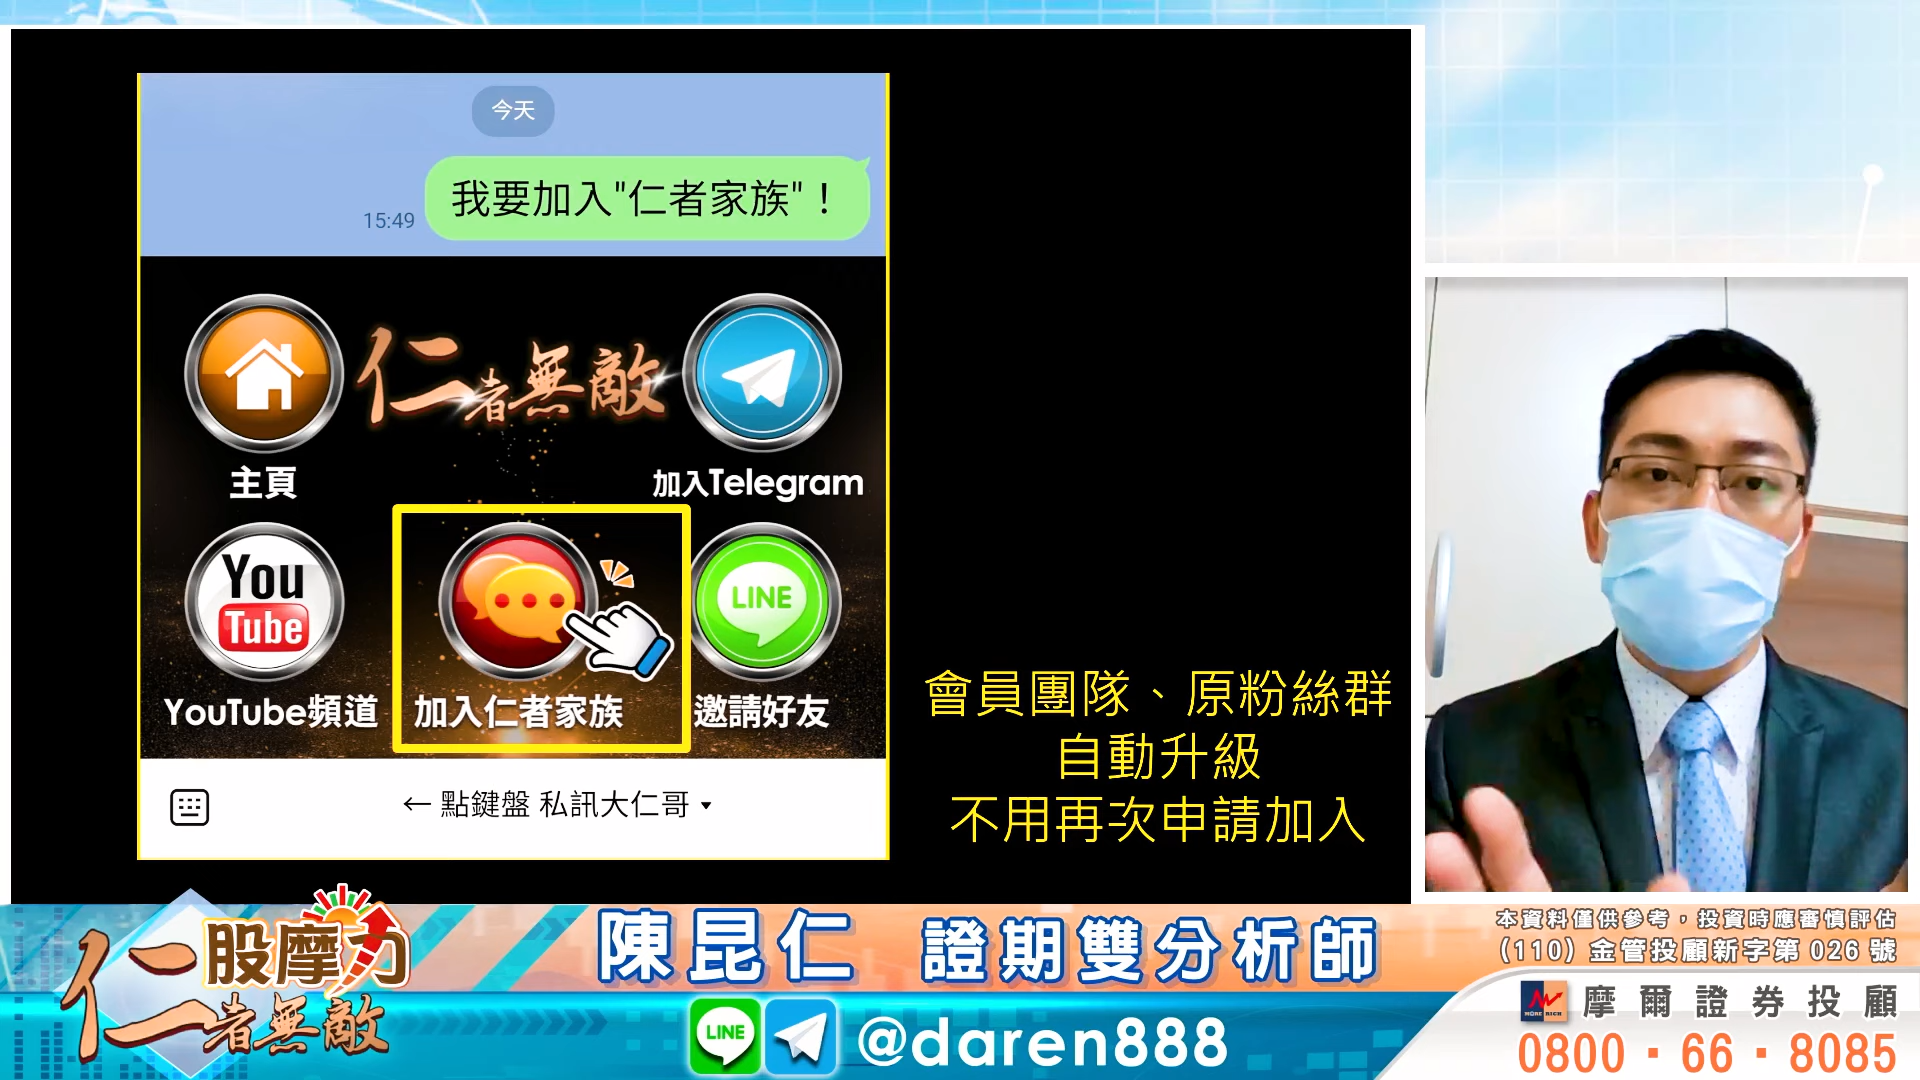 今天
我要加入"仁者家族"！
15:49
仁者無敵
主頁
加入Telegram
You
Tube
LINE
YouTube頻道
加入仁者家族
邀請好友
←點鍵盤 私訊大仁哥
會員團隊、原粉絲群
自動升級
不用再次申請加入
股摩力
仁者無敵
陳昆仁 證期雙分析師
LINE
@daren888
本資料僅供參考，投資時應審慎評估
(110) 金管投顧新字第 026 號
MORE RICH
摩爾證券投顧
0800・66・8085